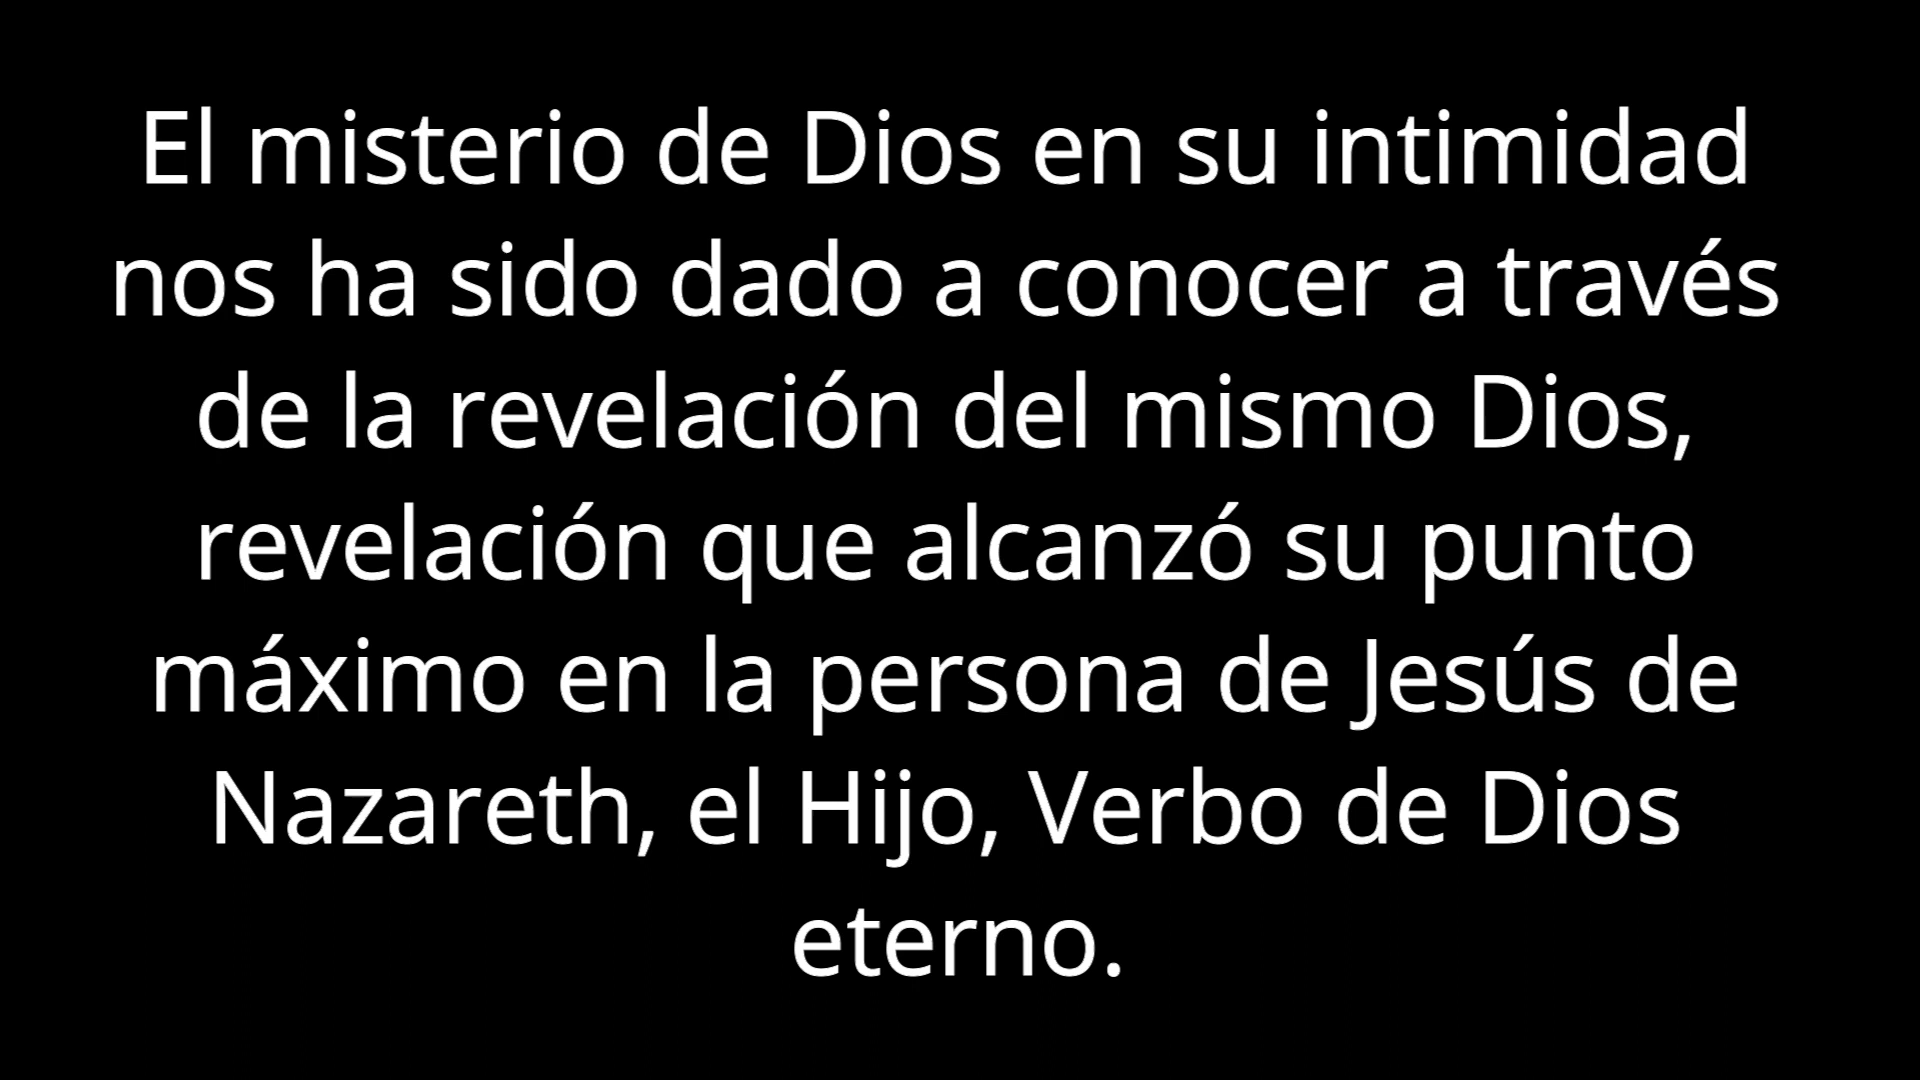 El misterio de Dios en su intimidad
nos ha sido dado a conocer a través
de la revelación del mismo Dios,
revelación que alcanzó su punto
máximo en la persona de Jesús de
Nazareth, el Hijo, Verbo de Dios
eterno.